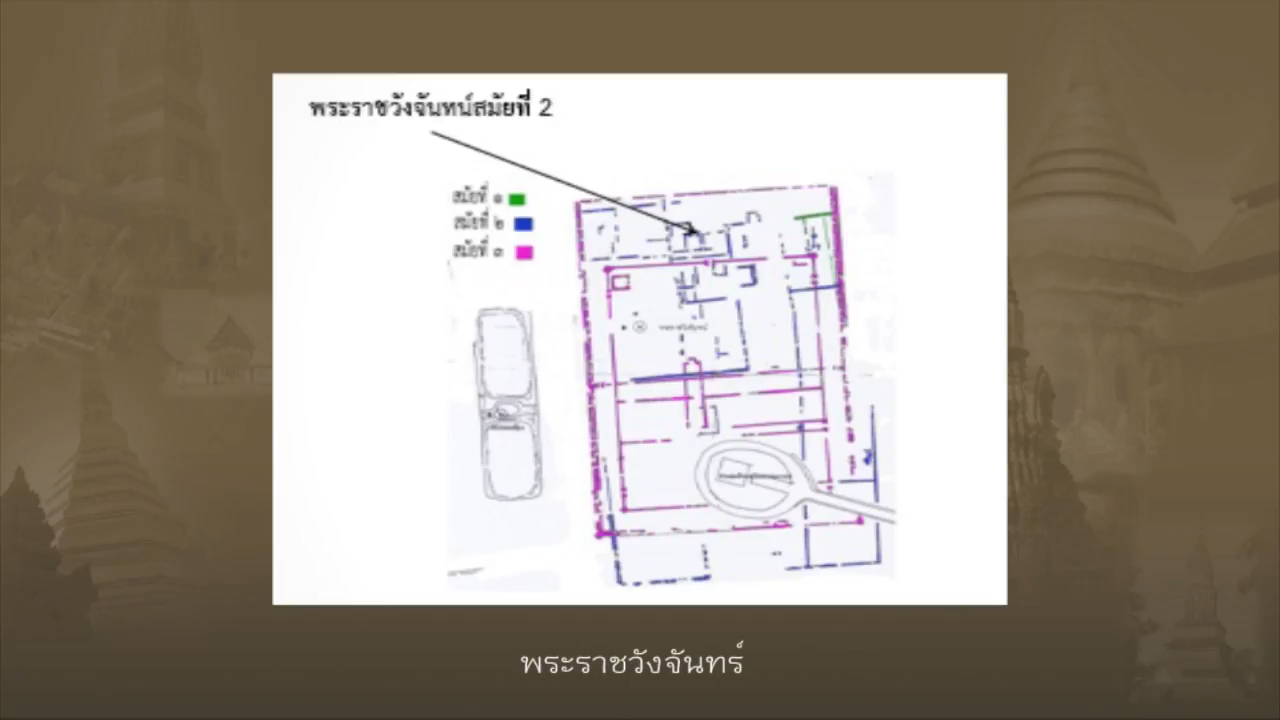 พระราชวังจันทน์สมัยที่ 2
สมัยที่ ๑
สมัยที่ ๒
สมัยที่ ๓
พระราชวังจันทร์